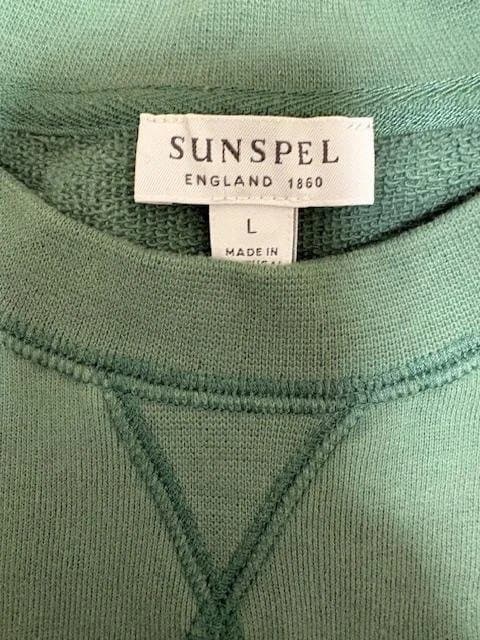 SUNSPEL
ENGLAND 1860
L
MADE IN